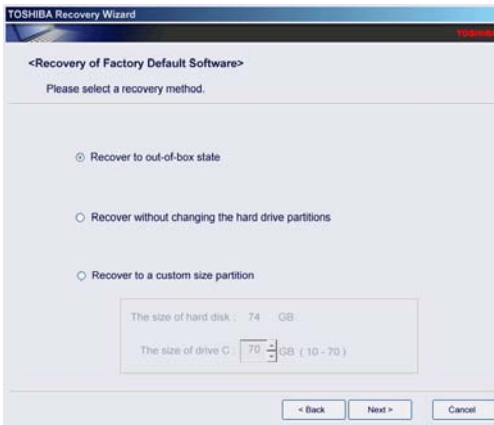 TOSHIBA Recovery Wizard
TOSHIBA
<Recovery of Factory Default Software>
Please select a recovery method.
Recover to out-of-box state
Recover without changing the hard drive partitions
Recover to a custom size partition
The size of hard disk : 74 GB
The size of drive C : 70 GB ( 10 - 70 )
< Back Next > Cancel